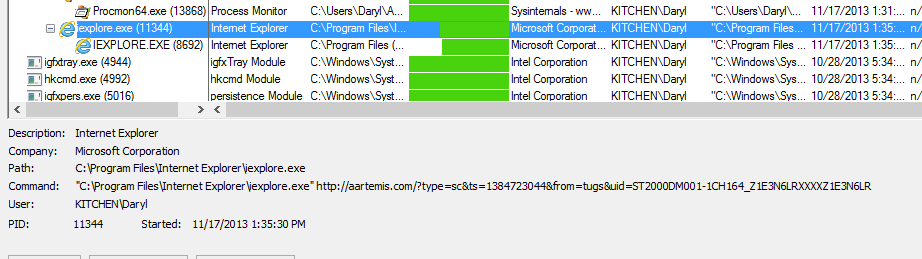 Procmon64.exe (13868) Process Monitor C:\Users\Daryl\A... Sysinternals - ww... KITCHEN\Daryl "C:\Users\Daryl\... 11/17/2013 1:31:... n/
iexplore.exe (11344) Internet Explorer C:\Program Files\I... Microsoft Corporat... KITCHEN\Daryl "C:\Program Files... 11/17/2013 1:35... n/
IEXPLORE.EXE (8692) Internet Explorer C:\Program Files (... Microsoft Corporat... KITCHEN\Daryl "C:\Program Files... 11/17/2013 1:35:... n/
igfxtray.exe (4944) igfxTray Module C:\Windows\Syst... Intel Corporation KITCHEN\Daryl "C:\Windows\Sys... 10/28/2013 5:34:... n/
hkcmd.exe (4992) hkcmd Module C:\Windows\Syst... Intel Corporation KITCHEN\Daryl "C:\Windows\Sys... 10/28/2013 5:34:... n/
igfxpers.exe (5016) persistence Module C:\Windows\Syst... Intel Corporation KITCHEN\Daryl "C:\Windows\Sys... 10/28/2013 5:34:... n/
Description: Internet Explorer
Company: Microsoft Corporation
Path: C:\Program Files\Internet Explorer\iexplore.exe
Command: "C:\Program Files\Internet Explorer\iexplore.exe" http://aartemis.com/?type=sc&ts=1384723044&from=tugs&uid=ST2000DM001-1CH164_Z1E3N6LRXXXXZ1E3N6LR
User: KITCHEN\Daryl
PID: 11344 Started: 11/17/2013 1:35:30 PM